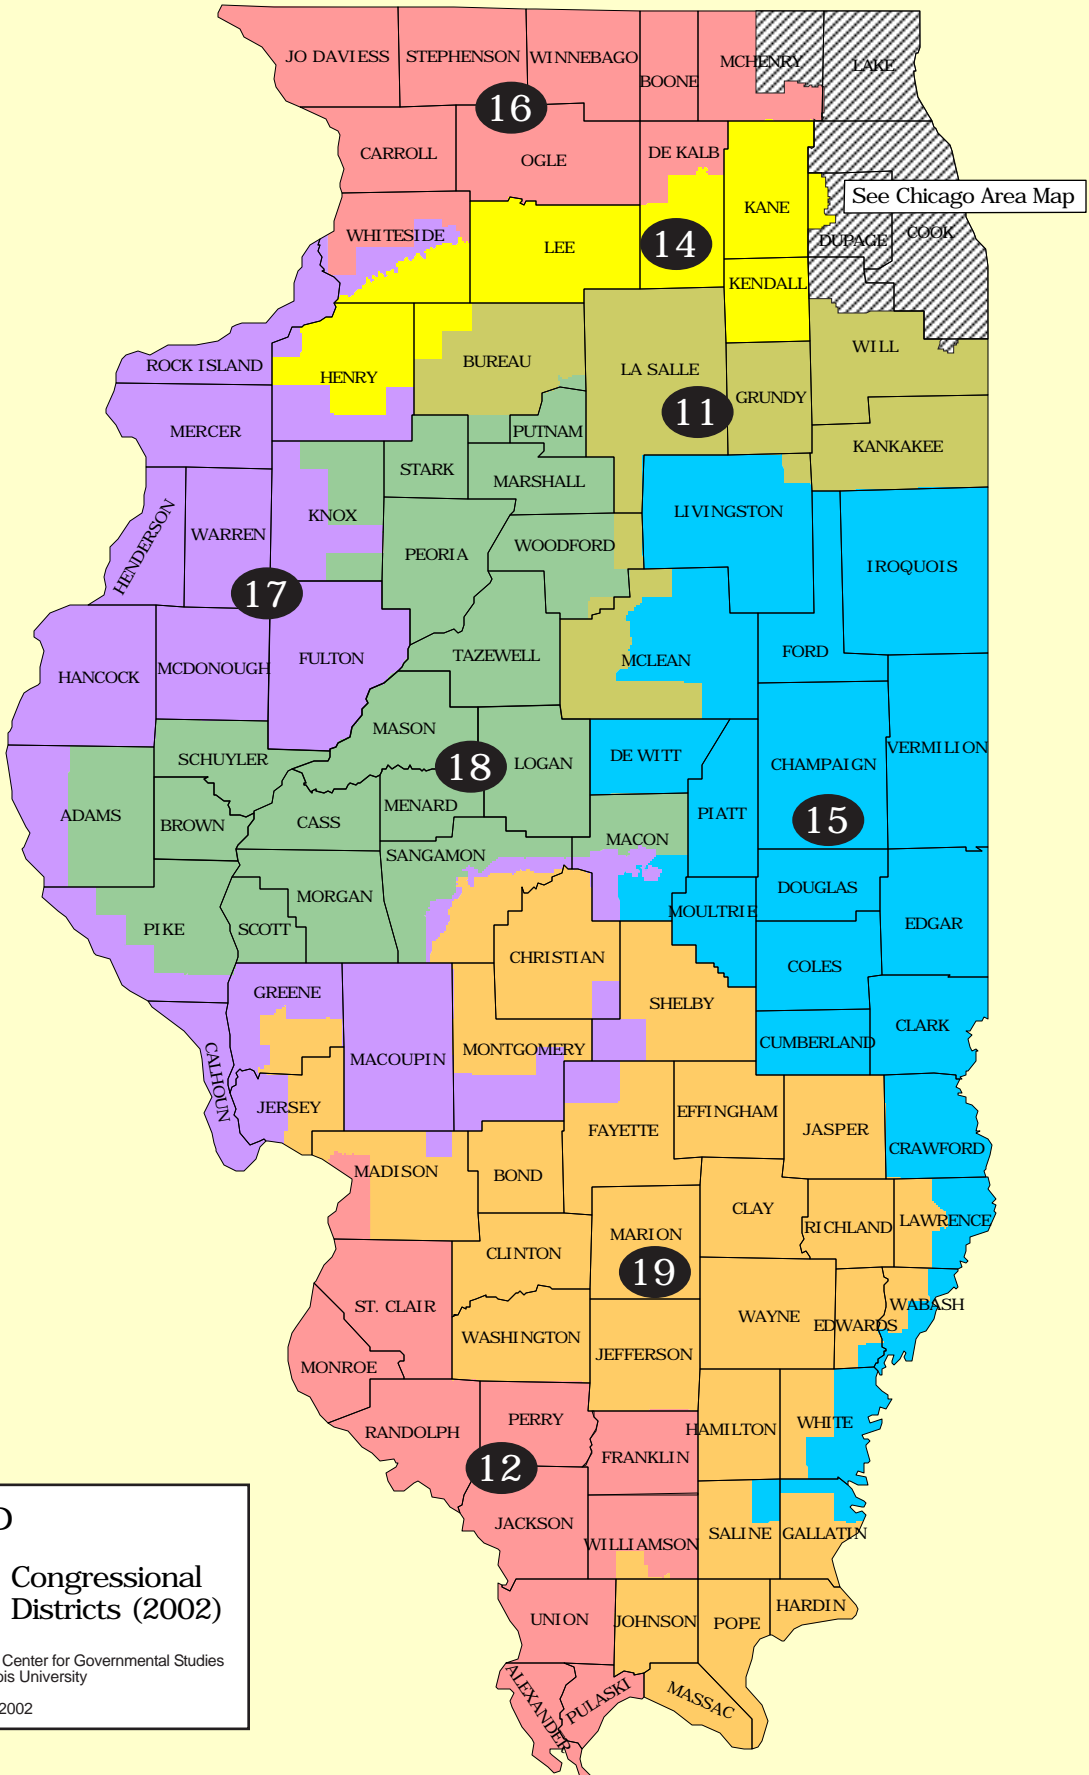 JO DAVIESS
STEPHENSON
WINNEBAGO
BOONE
MCHENRY
LAKE
16
CARROLL
OGLE
DE KALB
KANE
See Chicago Area Map
WHITESIDE
LEE
14
DUPAGE
COOK
KENDALL
ROCK ISLAND
HENRY
BUREAU
LA SALLE
WILL
11
GRUNDY
MERCER
PUTNAM
KANKAKEE
STARK
MARSHALL
HENDERSON
WARREN
KNOX
PEORIA
WOODFORD
LIVINGSTON
IROQUOIS
17
HANCOCK
MCDONOUGH
FULTON
TAZEWELL
MCLEAN
FORD
MASON
SCHUYLER
18
LOGAN
DE WITT
CHAMPAIGN
VERMILION
ADAMS
BROWN
CASS
MENARD
PIATT
15
MACON
SANGAMON
MORGAN
DOUGLAS
PIKE
SCOTT
MOULTRIE
EDGAR
CHRISTIAN
COLES
GREENE
SHELBY
CLARK
CALHOUN
MACOUPIN
MONTGOMERY
CUMBERLAND
JERSEY
FAYETTE
EFFINGHAM
JASPER
CRAWFORD
MADISON
BOND
CLAY
RICHLAND
LAWRENCE
MARION
CLINTON
19
ST. CLAIR
WAYNE
EDWARDS
WABASH
WASHINGTON
JEFFERSON
MONROE
RANDOLPH
PERRY
FRANKLIN
HAMILTON
WHITE
12
JACKSON
WILLIAMSON
SALINE
GALLATIN
UNION
JOHNSON
POPE
HARDIN
ALEXANDER
PULASKI
MASSAC
Congressional
Districts (2002)
Center for Governmental Studies
ois University
2002